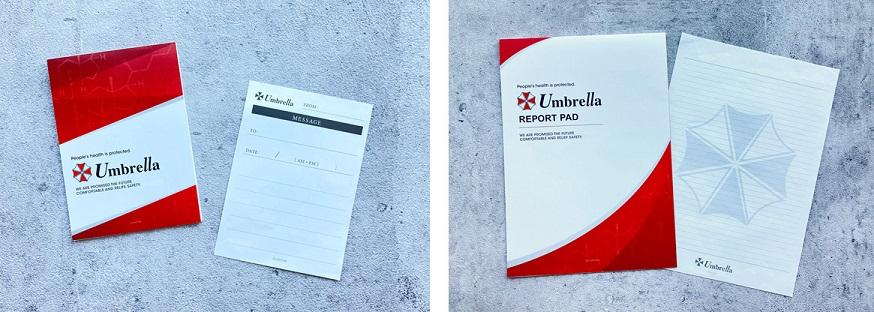 People's health is protected.
Umbrella
WE ARE PROMISED THE FUTURE
COMFORTABLE AND RELIEF SAFETY.
Umbrella FROM:
MESSAGE
TO:
DATE: / (AM・PM )
People's health is protected.
Umbrella
REPORT PAD
WE ARE PROMISED THE FUTURE
COMFORTABLE AND RELIEF SAFETY.
Umbrella